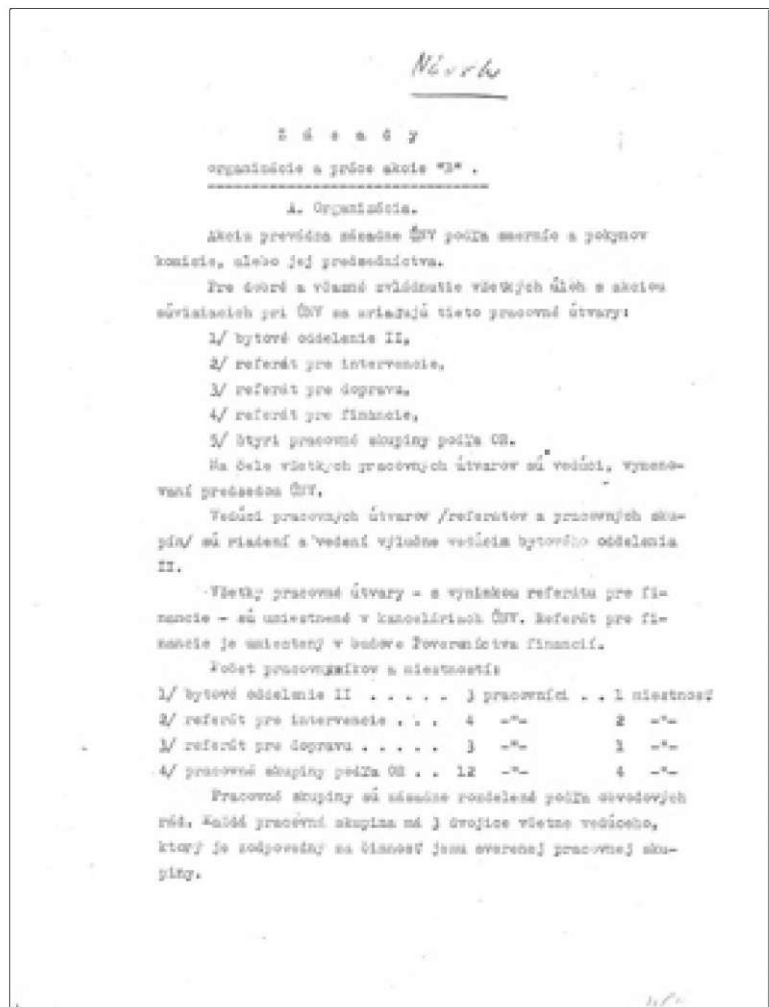 Návrh
Z á s a d y
organizácie a práce akcie "B" .
A. Organizácia.
Akciu prevádza zásadne ÚNV podľa smerníc a pokynov
komisie, alebo jej predsedníctva.
Pre dobré a včasné zvládnutie všetkých úloh s akciou
súvisiacich pri ÚNV sa zriaďujú tieto pracovné útvary:
1/ bytové oddelenie II,
2/ referát pre intervencie,
3/ referát pre dopravu,
4/ referát pre financie,
5/ štyri pracovné skupiny podľa OR.
Na čele všetkých pracovných útvarov sú vedúci, vymeno-
vaní predsedom ÚNV.
Vedúci pracovných útvarov /referátov a pracovných sku-
pín/ sú riadení a vedení výlučne vedúcim bytového oddelenia
II.
Všetky pracovné útvary - s výnimkou referátu pre fi-
nancie - sú umiestnené v kanceláriach ÚNV. Referát pre fi-
nancie je umiestený v budove Povereníctva financií.
Počet pracovníkov a miestností:
1/ bytové oddelenie II . . . . . 3 pracovníci . . 1 miestnosť
2/ referát pre intervencie . . . 4 -"- 2 -"-
3/ referát pre dopravu . . . . . 3 -"- 1 -"-
4/ pracovné skupiny podľa OR . . 12 -"- 4 -"-
Pracovné skupiny sú zásadne rozdelené podľa obvodových
rád. Každá pracovná skupina má 3 dvojice včetne vedúceho,
ktorý je zodpovedný za činnosť jemu sverenej pracovnej sku-
piny.